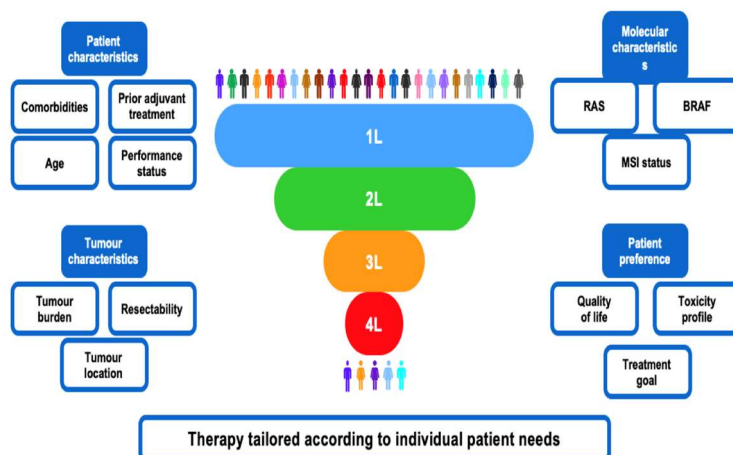 Patient
characteristics
Comorbidities
Prior adjuvant
treatment
Age
Performance
status
Molecular
characteristic
s
RAS
BRAF
MSI status
1L
2L
3L
4L
Tumour
characteristics
Tumour
burden
Resectability
Tumour
location
Patient
preference
Quality
of life
Toxicity
profile
Treatment
goal
Therapy tailored according to individual patient needs